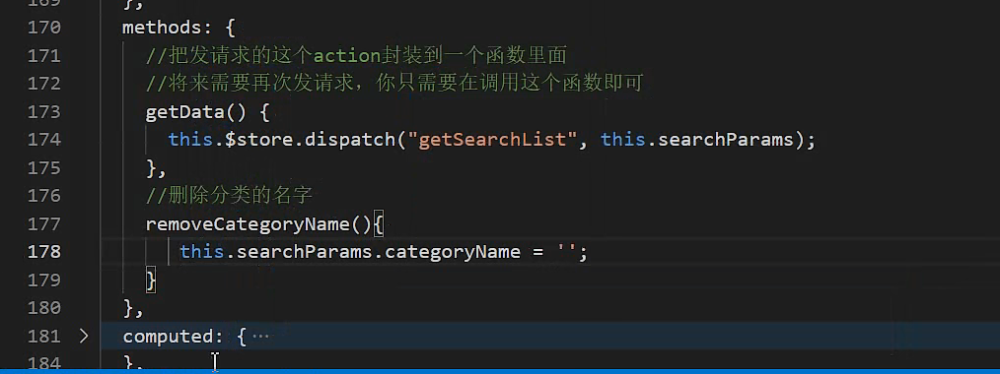 169 },
170 methods: {
171 //把发请求的这个action封装到一个函数里面
172 //将来需要再次发请求，你只需要在调用这个函数即可
173 getData() {
174 this.$store.dispatch("getSearchList", this.searchParams);
175 },
176 //删除分类的名字
177 removeCategoryName(){
178 this.searchParams.categoryName = '';
179 }
180 },
181 computed: { ···
184 },